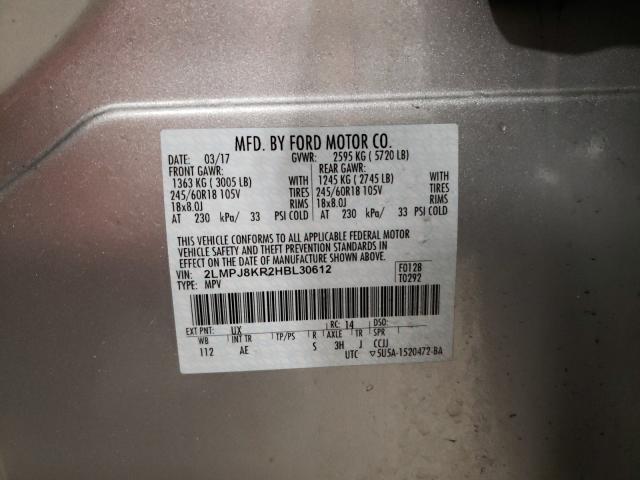 MFD. BY FORD MOTOR CO.
DATE: 03/17 GVWR: 2595 KG ( 5720 LB)
FRONT GAWR: REAR GAWR:
1363 KG ( 3005 LB) WITH 1245 KG ( 2745 LB) WITH
245/60R18 105V TIRES 245/60R18 105V TIRES
18x8.0J RIMS 18x8.0J RIMS
AT 230 kPa/ 33 PSI COLD AT 230 kPa/ 33 PSI COLD
THIS VEHICLE CONFORMS TO ALL APPLICABLE FEDERAL MOTOR
VEHICLE SAFETY AND THEFT PREVENTION STANDARDS IN
EFFECT ON THE DATE OF MANUFACTURE SHOWN ABOVE.
VIN: 2LMPJ8KR2HBL30612 F0128
TYPE: MPV T0292
EXT PNT: UX RC: 14 DSO:
WB INT TR TP/PS R AXLE TR SPR
112 AE S 3H J CCJJ
UTC ▽5U5A-1520472-BA